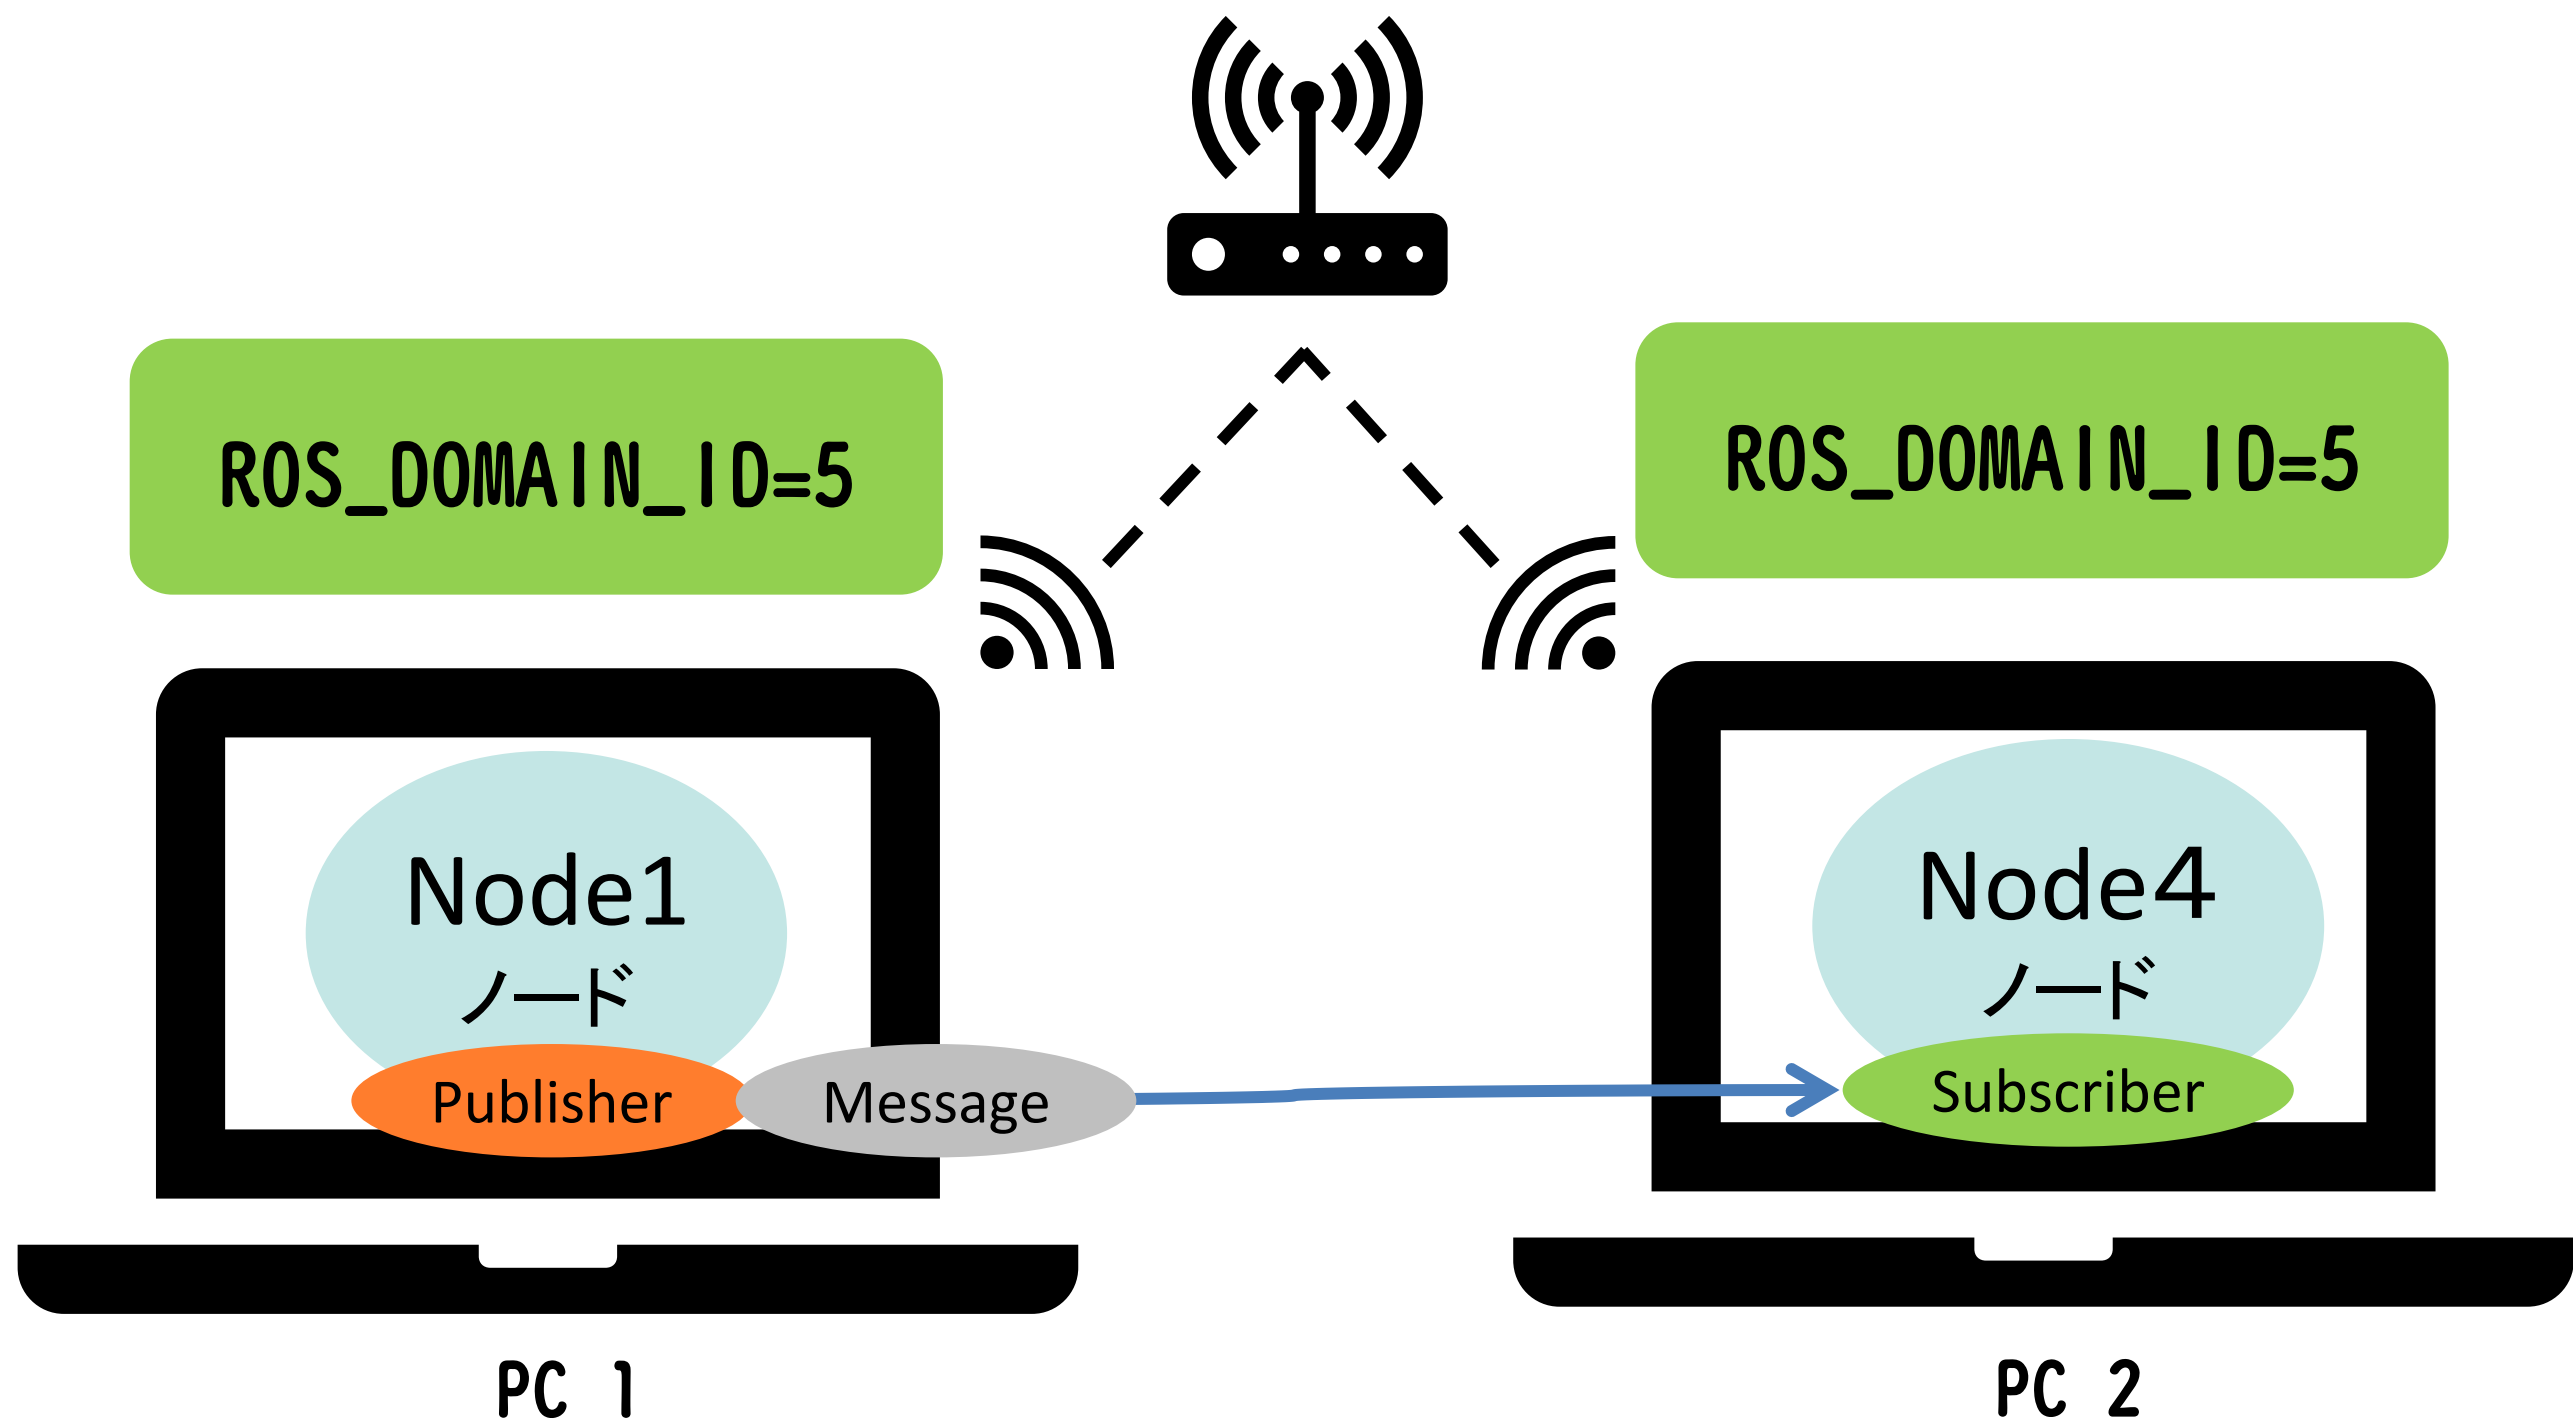 ROS_DOMAIN_ID=5
ROS_DOMAIN_ID=5
Node1
ノード
Publisher
Message
Node4
ノード
Subscriber
PC 1
PC 2